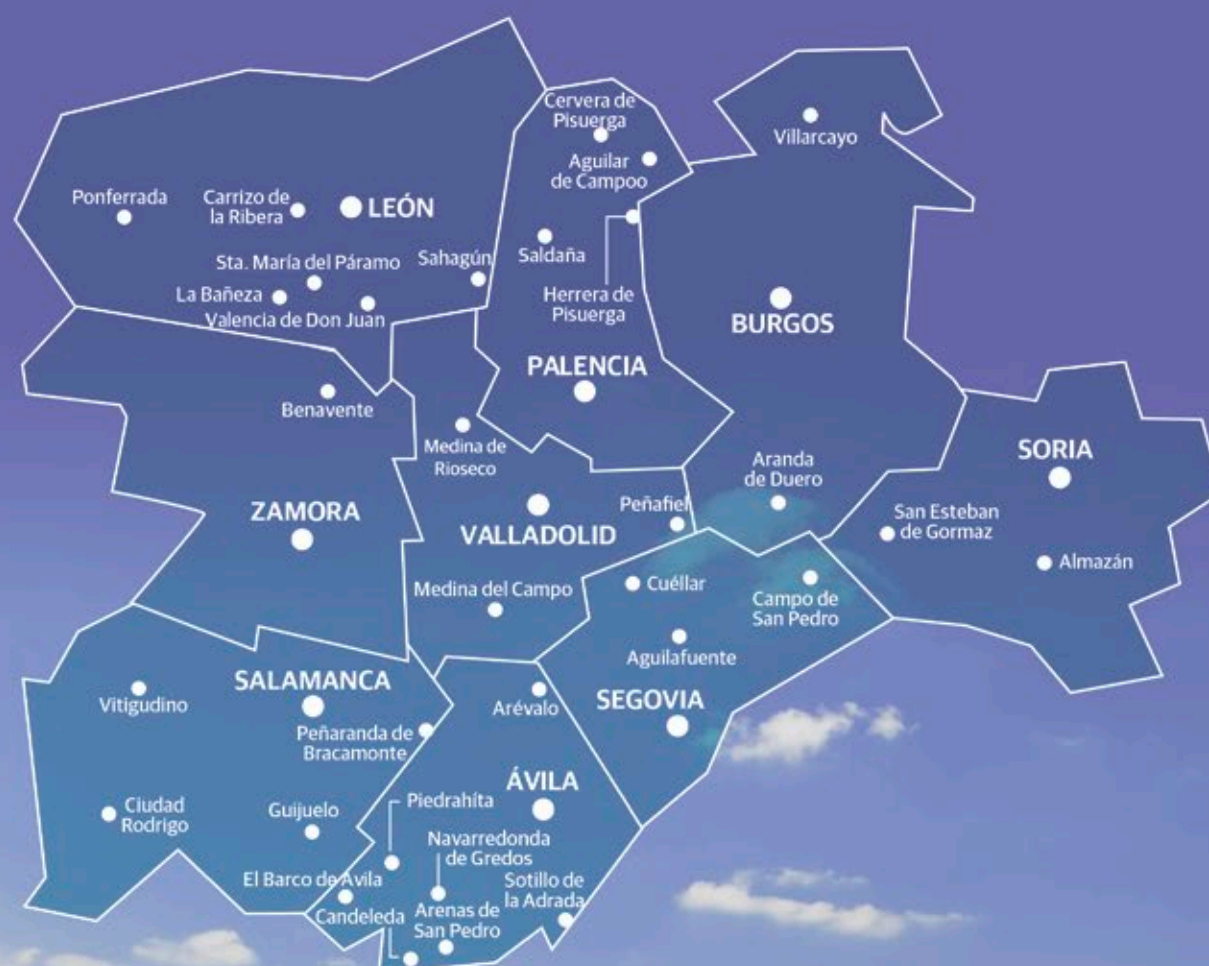 Cervera de
Pisuerga
Villarcayo
Aguilar
de Campoo
Ponferrada
Carrizo de
la Ribera
LEÓN
Saldaña
Sta. María del Páramo
Sahagún
La Bañeza
Valencia de Don Juan
Herrera de
Pisuerga
BURGOS
PALENCIA
Benavente
Medina de
Rioseco
Aranda
de Duero
SORIA
ZAMORA
VALLADOLID
Peñafiel
San Esteban
de Gormaz
Almazán
Medina del Campo
Cuéllar
Campo de
San Pedro
Aguilafuente
SALAMANCA
Vitigudino
Arévalo
SEGOVIA
Peñaranda de
Bracamonte
ÁVILA
Piedrahíta
Ciudad
Rodrigo
Guijuelo
Navarredonda
de Gredos
El Barco de Ávila
Sotillo de
la Adrada
Candeleda
Arenas de
San Pedro